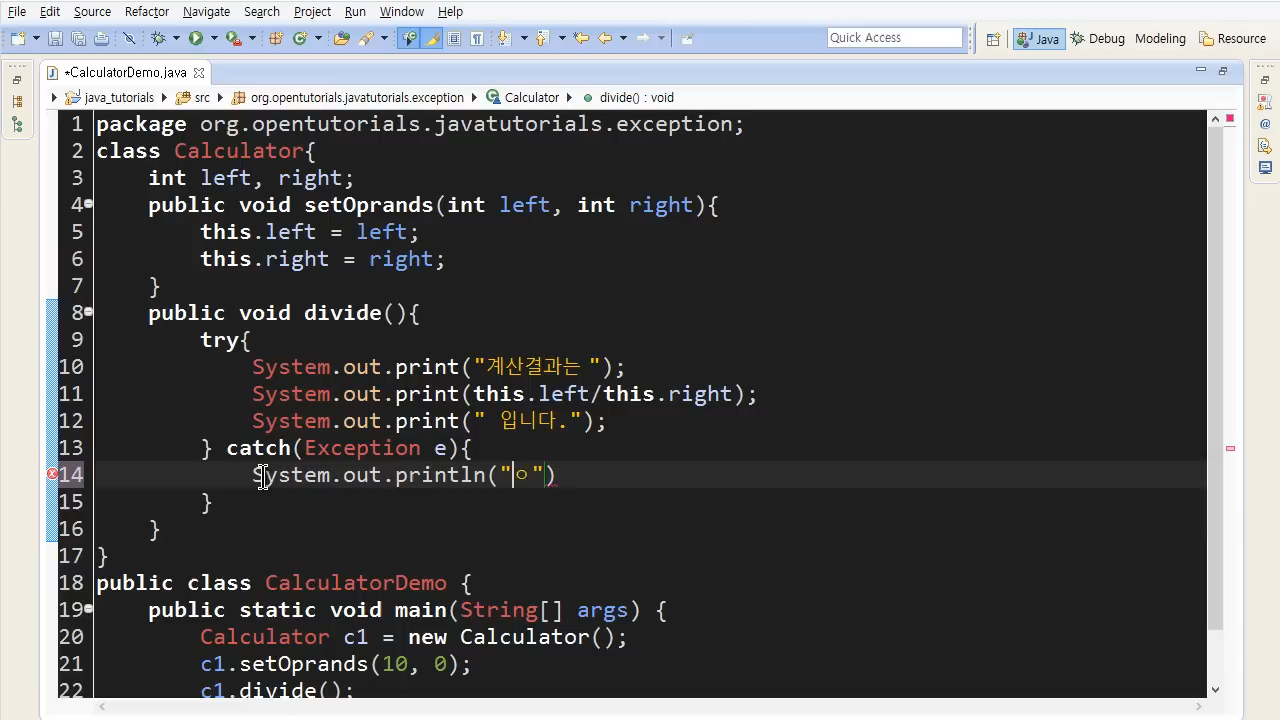 File Edit Source Refactor Navigate Search Project Run Window Help
Quick Access Java Debug Modeling Resource
*CalculatorDemo.java
java_tutorials src org.opentutorials.javatutorials.exception Calculator divide() : void
1 package org.opentutorials.javatutorials.exception;
2 class Calculator{
3 int left, right;
4 public void setOprands(int left, int right){
5 this.left = left;
6 this.right = right;
7 }
8 public void divide(){
9 try{
10 System.out.print("계산결과는 ");
11 System.out.print(this.left/this.right);
12 System.out.print(" 입니다.");
13 } catch(Exception e){
14 System.out.println("ㅇ")
15 }
16 }
17 }
18 public class CalculatorDemo {
19 public static void main(String[] args) {
20 Calculator c1 = new Calculator();
21 c1.setOprands(10, 0);
22 c1.divide();